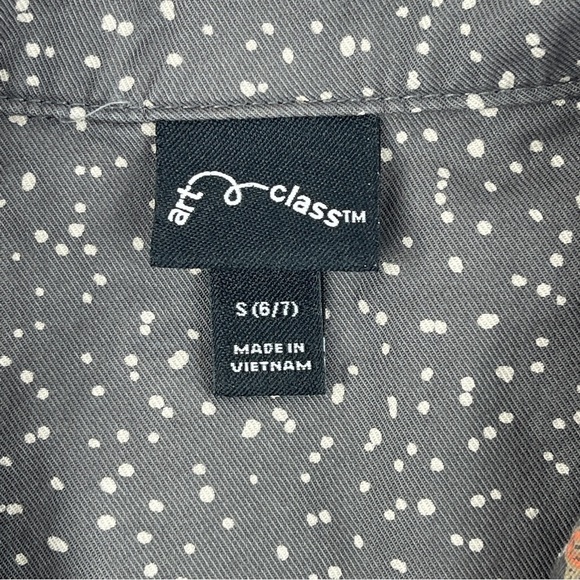 art class™
S (6/7)
MADE IN
VIETNAM